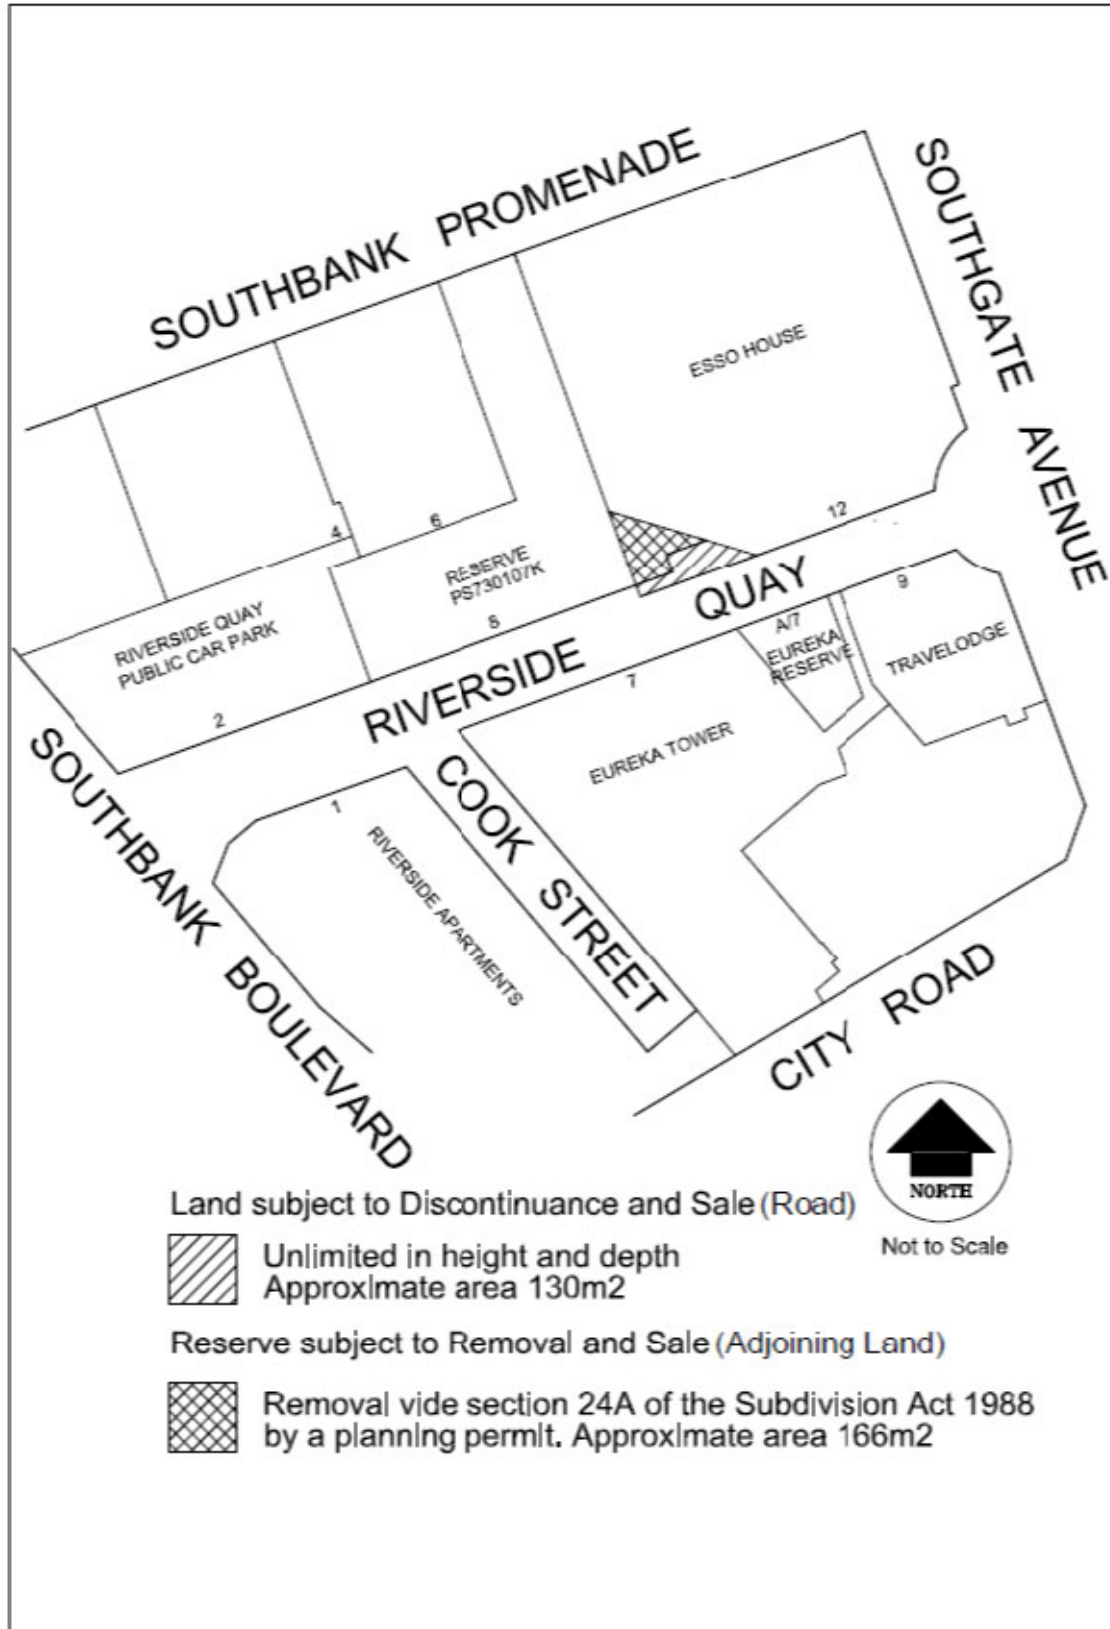 SOUTHBANK PROMENADE
SOUTHGATE AVENUE
ESSO HOUSE
12
4
6
RESERVE
PS730107K
8
RIVERSIDE QUAY
PUBLIC CAR PARK
2
RIVERSIDE QUAY
9
A/7
EUREKA
RESERVE
TRAVELODGE
7
EUREKA TOWER
COOK STREET
1
RIVERSIDE APARTMENTS
SOUTHBANK BOULEVARD
CITY ROAD
NORTH
Not to Scale
Land subject to Discontinuance and Sale (Road)
Unlimited in height and depth
Approximate area 130m2
Reserve subject to Removal and Sale (Adjoining Land)
Removal vide section 24A of the Subdivision Act 1988
by a planning permit. Approximate area 166m2